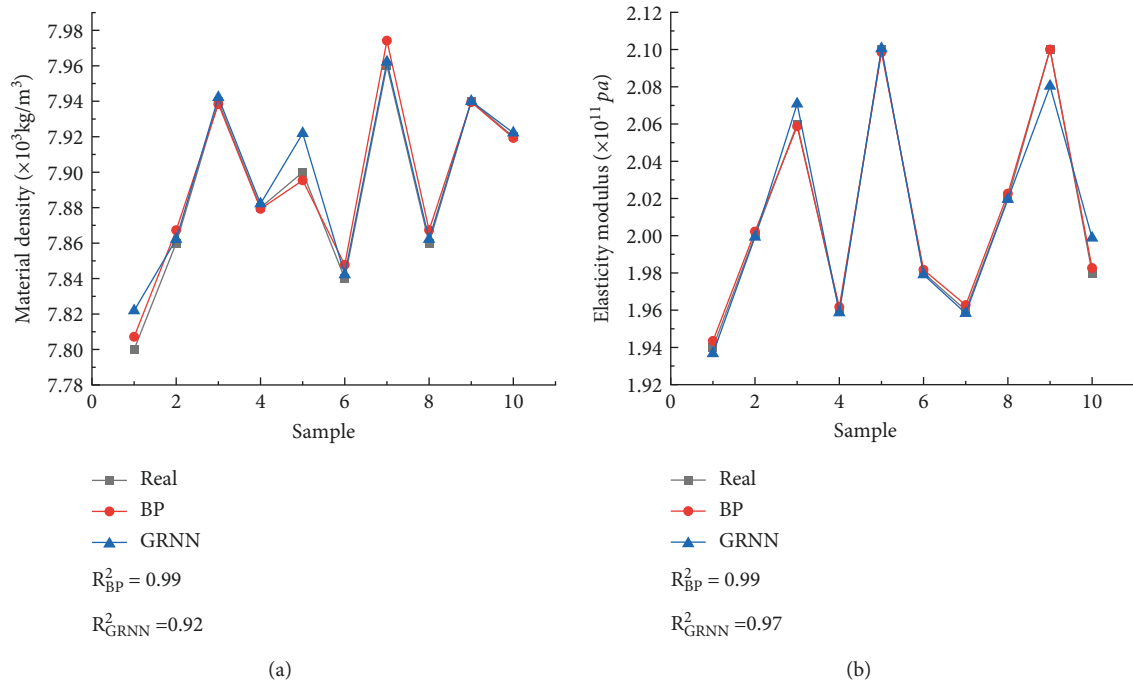 7.98
7.96
7.94
7.92
7.90
7.88
7.86
7.84
7.82
7.80
7.78
Material density (×10³kg/m³)
0 2 4 6 8 10
Sample
Real
BP
GRNN
R²BP = 0.99
R²GRNN =0.92
(a)
2.12
2.10
2.08
2.06
2.04
2.02
2.00
1.98
1.96
1.94
1.92
Elasticity modulus (×10¹¹ pa)
0 2 4 6 8 10
Sample
Real
BP
GRNN
R²BP = 0.99
R²GRNN =0.97
(b)